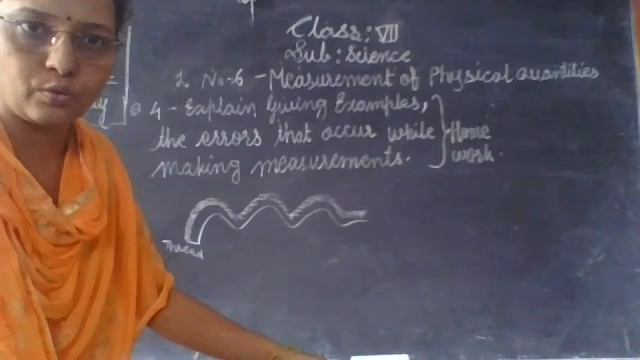 Class: VII
Sub: Science
L No-6 - Measurement of Physical Quantities
Q 4 - Explain Giving Examples,
the errors that occur while
making measurements.
Home
work.
Thread